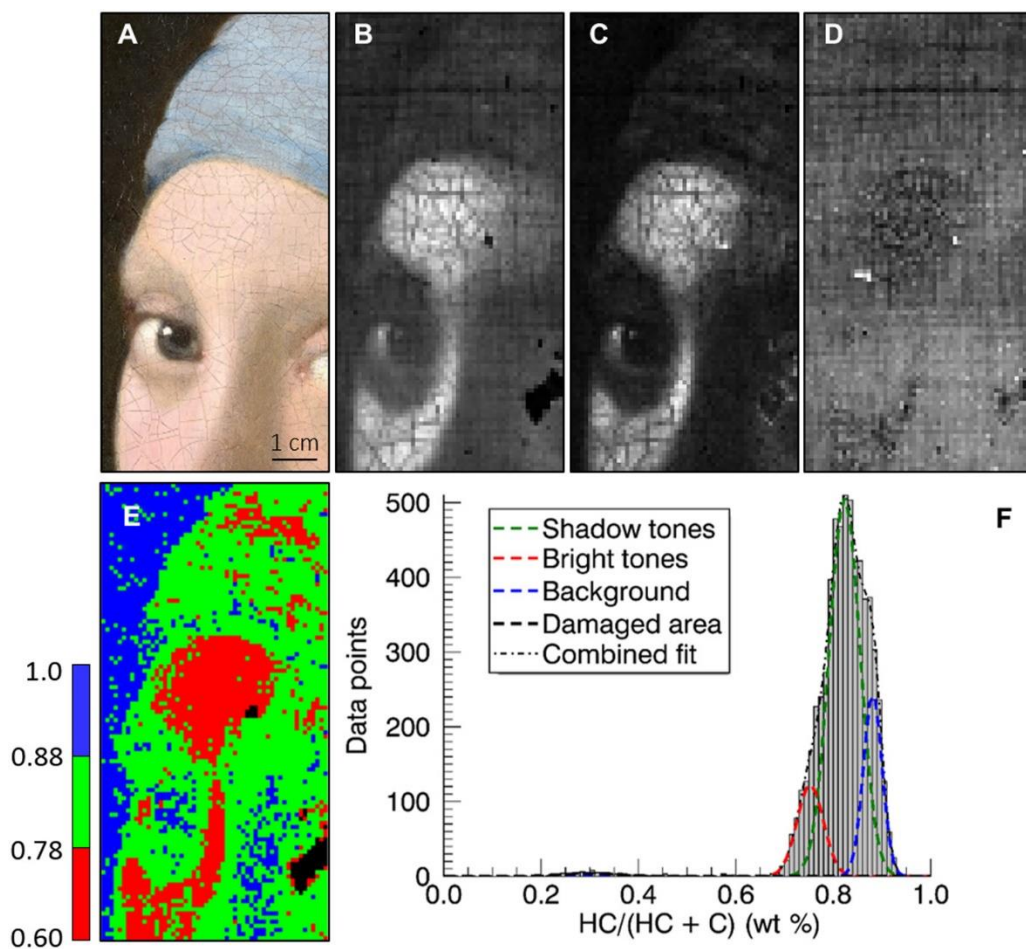 A
B
C
D
1 cm
E
1.0
0.88
0.78
0.60
F
500
400
300
200
100
0
Data points
Shadow tones
Bright tones
Background
Damaged area
Combined fit
0.0
0.2
0.4
0.6
0.8
1.0
HC/(HC + C) (wt %)